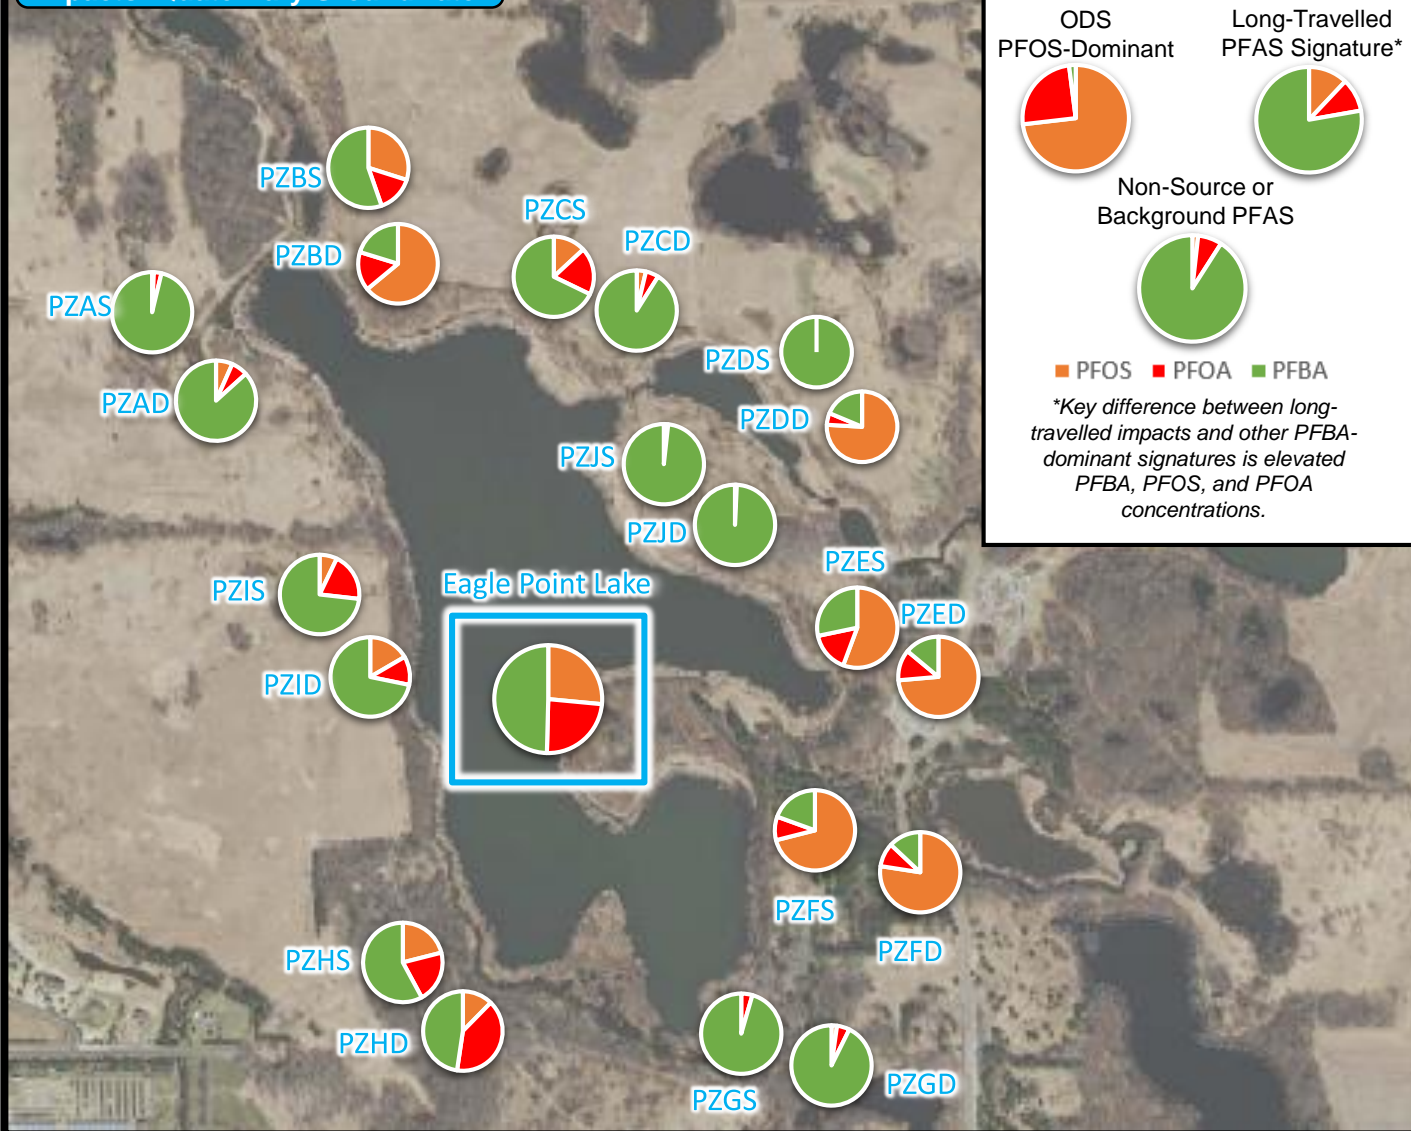 ODS
PFOS-Dominant
Long-Travelled
PFAS Signature*
Non-Source or
Background PFAS
PFOS PFOA PFBA
*Key difference between long-
travelled impacts and other PFBA-
dominant signatures is elevated
PFBA, PFOS, and PFOA
concentrations.
PZBS
PZBD
PZCS
PZCD
PZAS
PZAD
PZDS
PZDD
PZJS
PZJD
PZES
PZED
PZIS
PZID
Eagle Point Lake
PZFS
PZFD
PZHS
PZHD
PZGS
PZGD